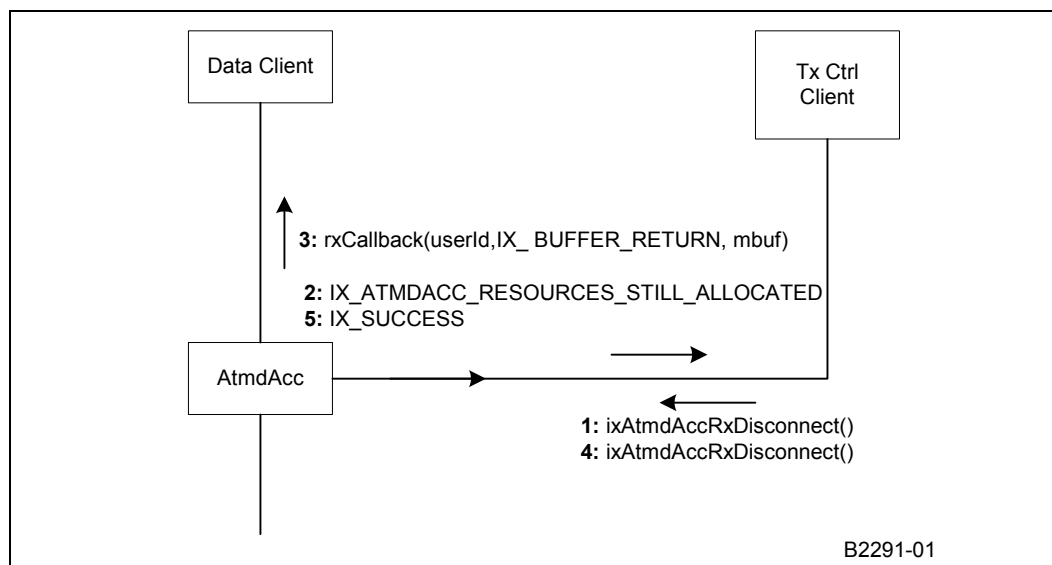 Data Client
Tx Ctrl
Client
3: rxCallback(userId,IX_ BUFFER_RETURN, mbuf)
2: IX_ATMDACC_RESOURCES_STILL_ALLOCATED
5: IX_SUCCESS
AtmdAcc
1: ixAtmdAccRxDisconnect()
4: ixAtmdAccRxDisconnect()
B2291-01